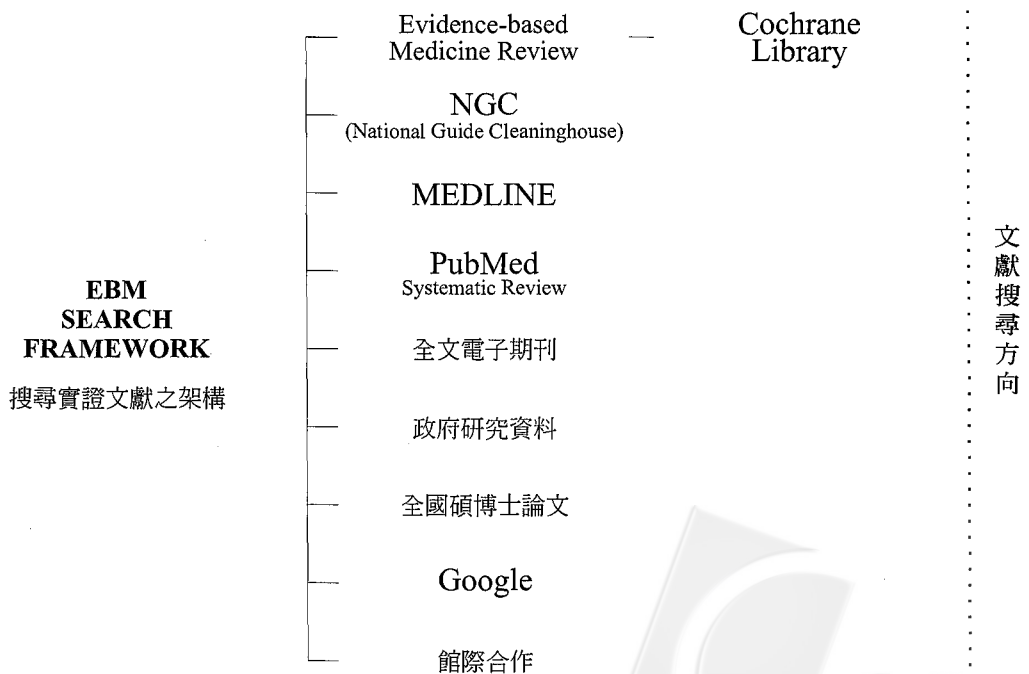 Evidence-based
Medicine Review
Cochrane
Library
NGC
(National Guide Cleaninghouse)
MEDLINE
PubMed
Systematic Review
EBM
SEARCH
FRAMEWORK
搜尋實證文獻之架構
全文電子期刊
政府研究資料
全國碩博士論文
Google
館際合作
文獻搜尋方向